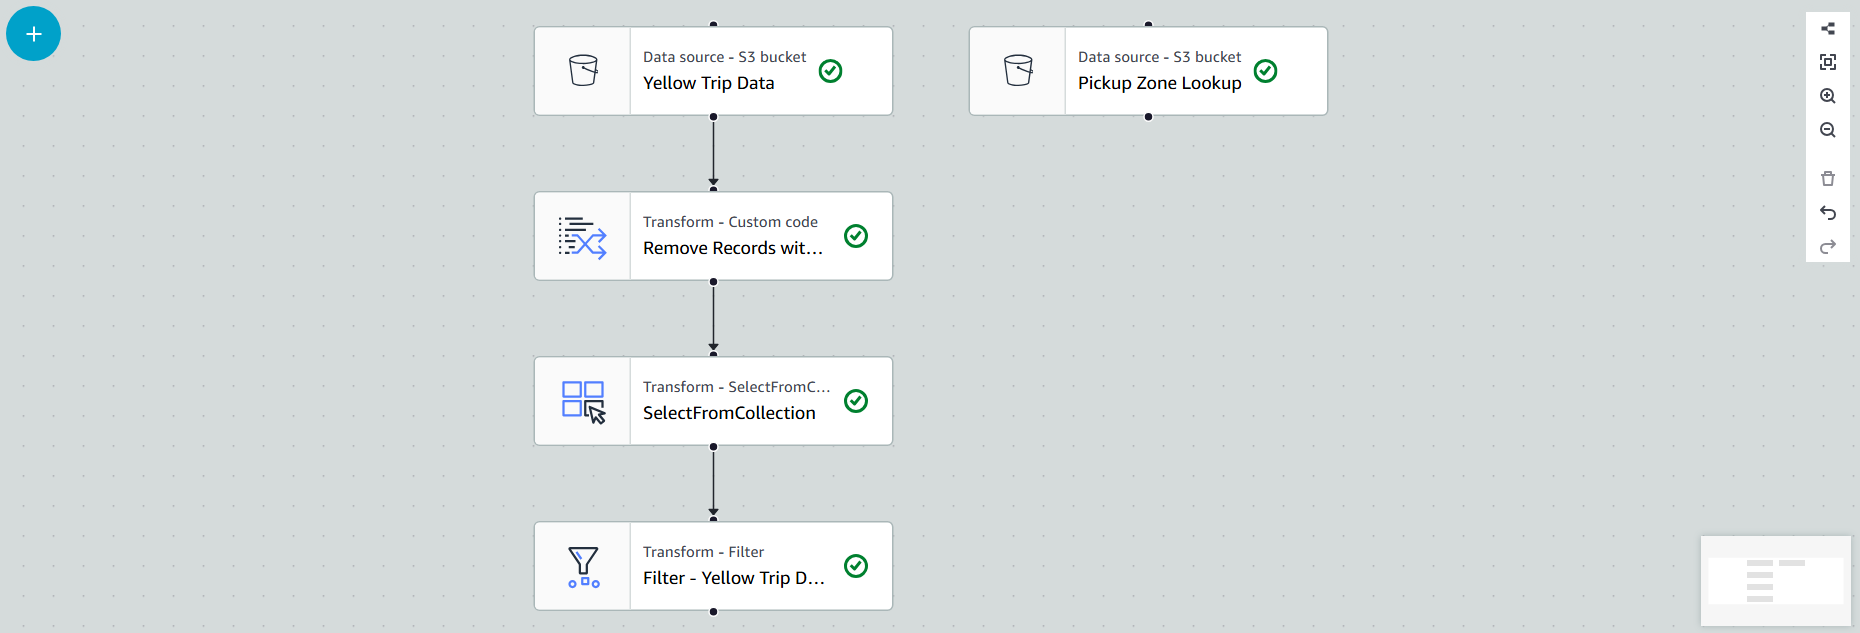 Data source - S3 bucket
Yellow Trip Data
Data source - S3 bucket
Pickup Zone Lookup
Transform - Custom code
Remove Records wit...
Transform - SelectFromC...
SelectFromCollection
Transform - Filter
Filter - Yellow Trip D...